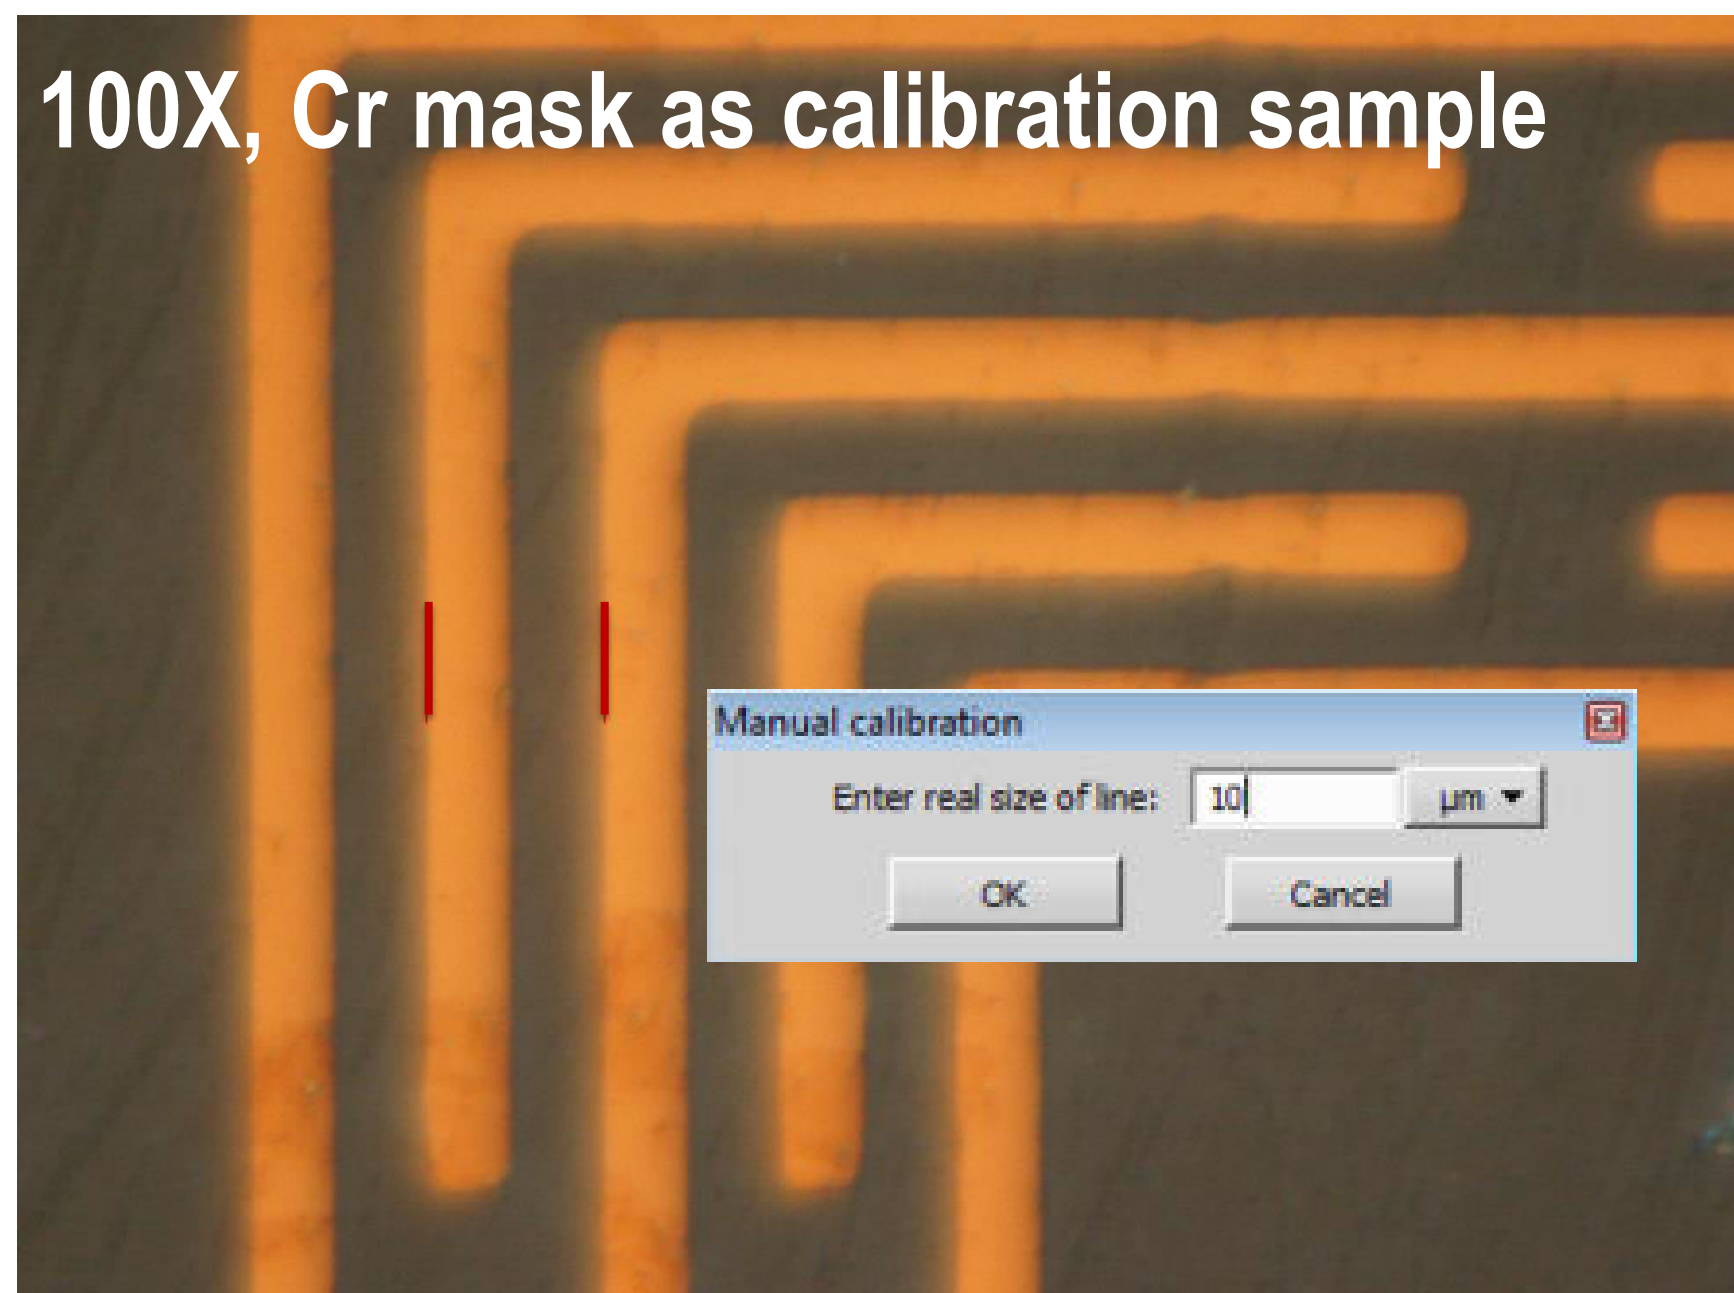 100X, Cr mask as calibration sample
Manual calibration
Enter real size of line: 10 µm
OK Cancel